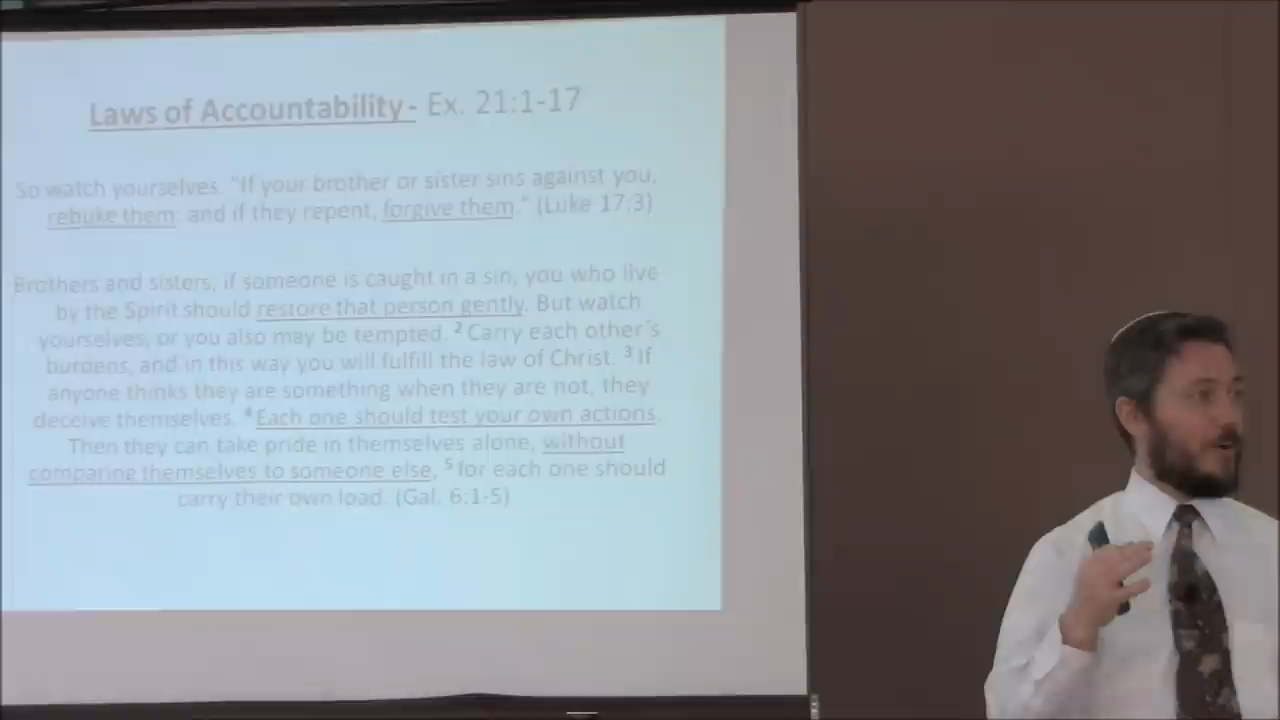 Laws of Accountability - Ex. 21:1-17
So watch yourselves. "If your brother or sister sins against you,
rebuke them; and if they repent, forgive them." (Luke 17:3)
Brothers and sisters, if someone is caught in a sin, you who live
by the Spirit should restore that person gently. But watch
yourselves, or you also may be tempted. 2 Carry each other's
burdens, and in this way you will fulfill the law of Christ. 3 If
anyone thinks they are something when they are not, they
deceive themselves. 4 Each one should test your own actions.
Then they can take pride in themselves alone, without
comparing themselves to someone else, 5 for each one should
carry their own load. (Gal. 6:1-5)